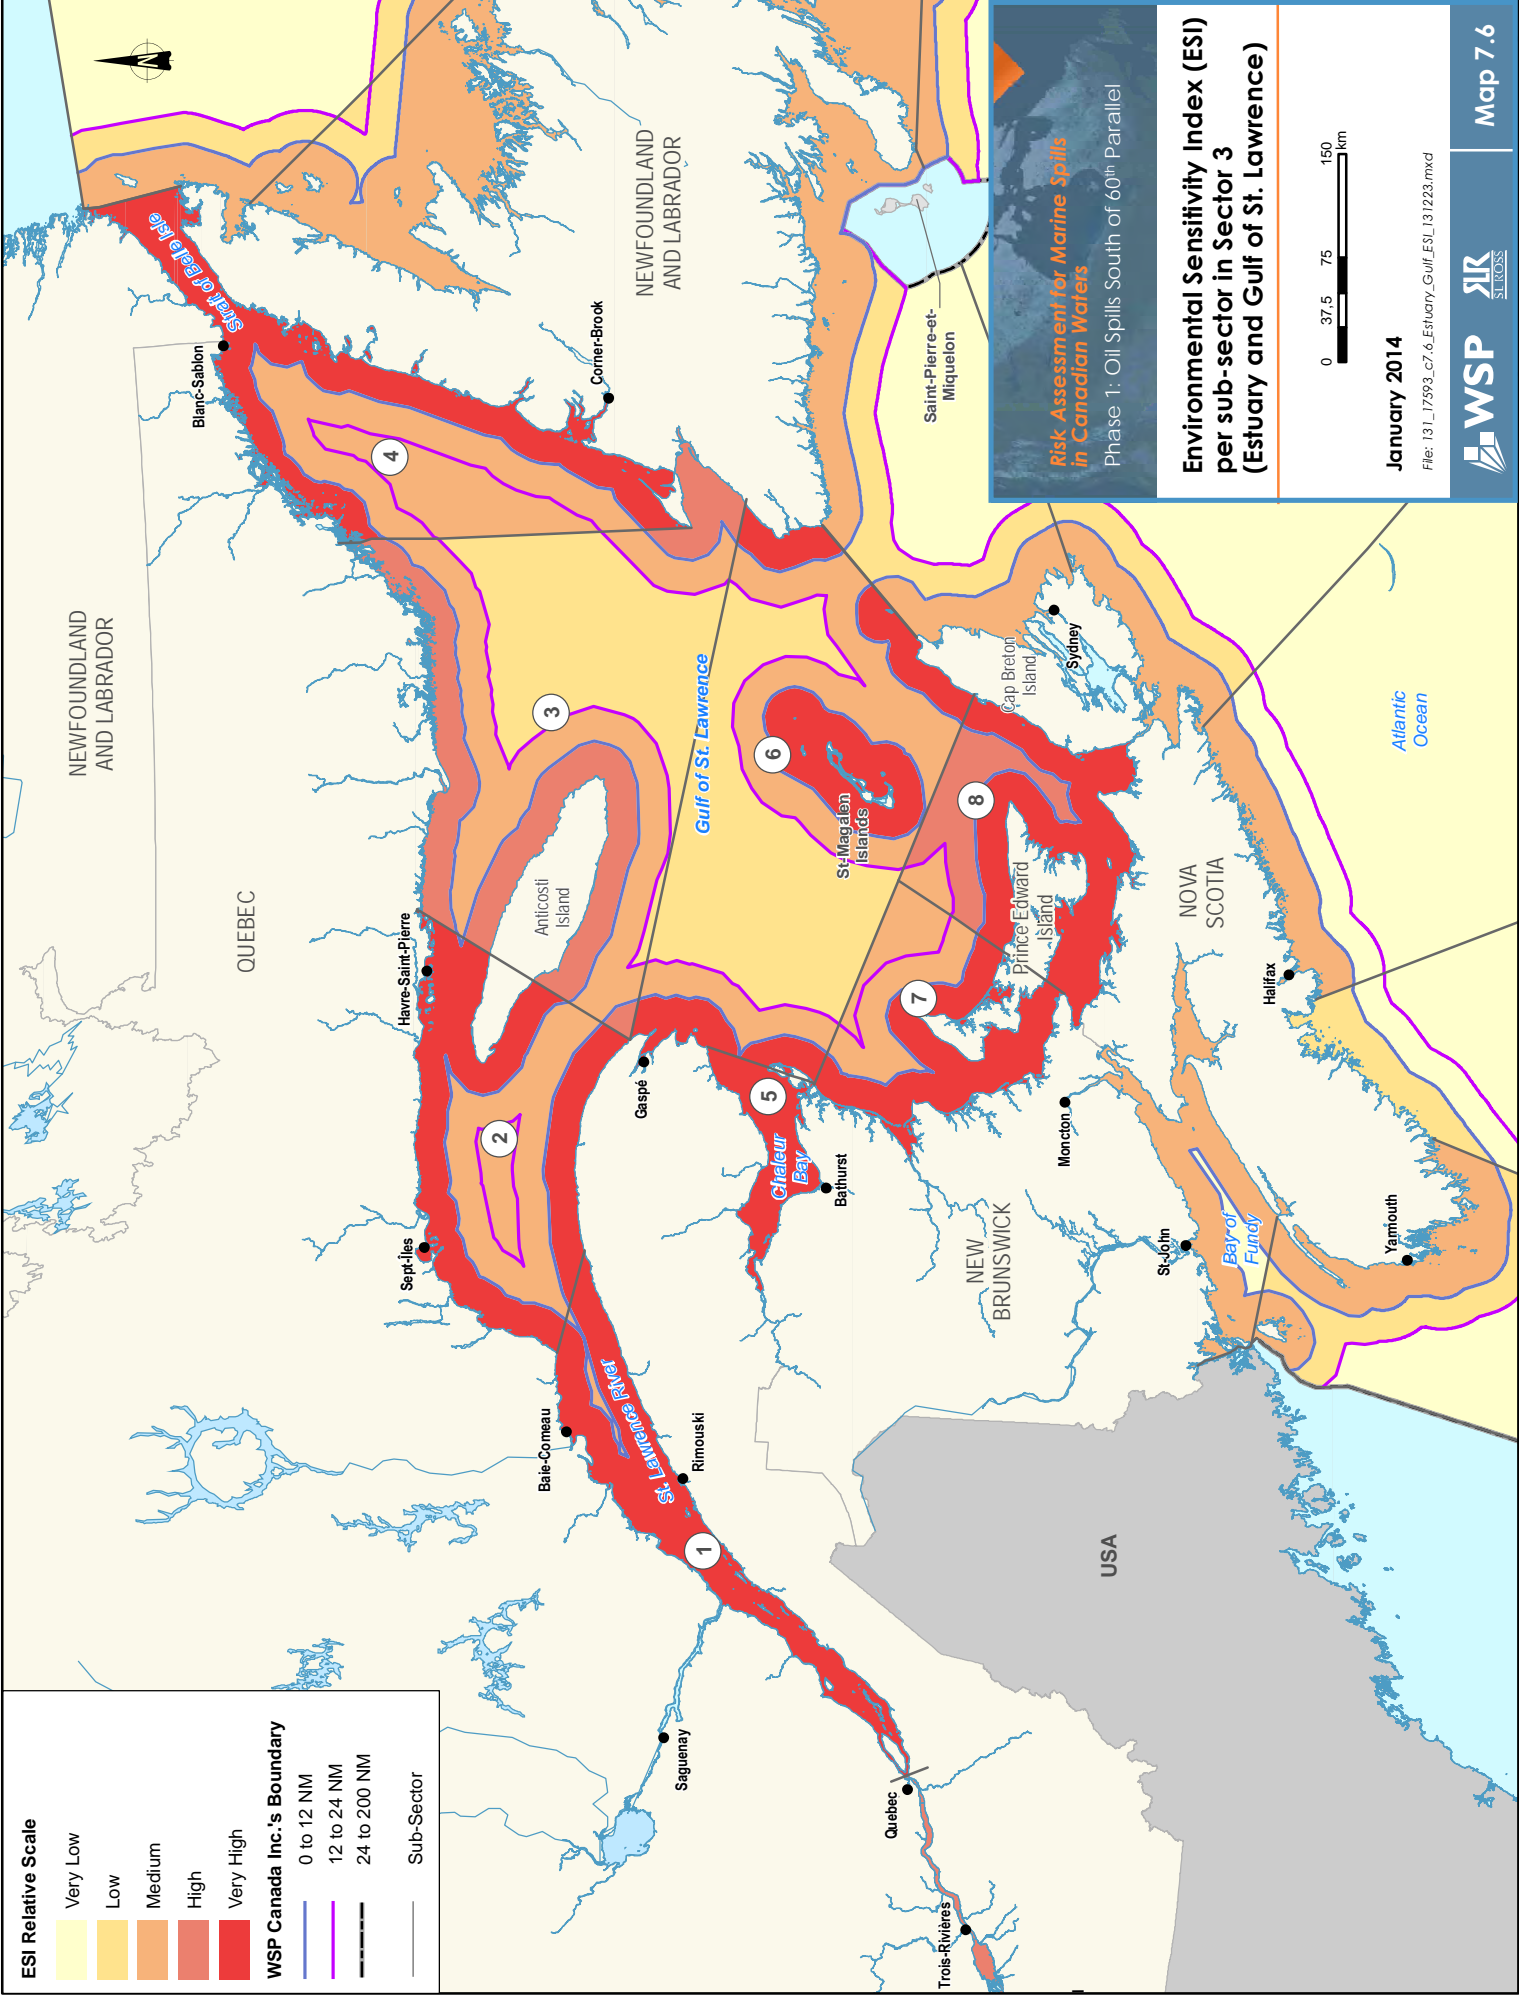 ESI Relative Scale
Very Low
Low
Medium
High
Very High
WSP Canada Inc.'s Boundary
0 to 12 NM
12 to 24 NM
24 to 200 NM
Sub-Sector
N
NEWFOUNDLAND
AND LABRADOR
QUEBEC
Blanc-Sablon
Strait of Belle Isle
Havre-Saint-Pierre
Sept-Iles
Baie-Comeau
Saguenay
Quebec
Trois-Rivières
Rimouski
St. Lawrence River
Gaspé
Anticosti
Island
Gulf of St. Lawrence
Corner-Brook
NEWFOUNDLAND
AND LABRADOR
Chaleur
Bay
Bathurst
St-Magalen
Islands
Saint-Pierre-et-
Miquelon
Prince Edward
Island
Cap Breton
Island
Sydney
NEW
BRUNSWICK
Moncton
St-John
Bay of
Fundy
NOVA
SCOTIA
Halifax
Yarmouth
Atlantic
Ocean
USA
1
2
3
4
5
6
7
8
Risk Assessment for Marine Spills
in Canadian Waters
Phase 1: Oil Spills South of 60th Parallel
Environmental Sensitivity Index (ESI)
per sub-sector in Sector 3
(Estuary and Gulf of St. Lawrence)
0 37,5 75 150
km
January 2014
File: 131_17593_c7.6_Estuary_Gulf_ESI_131223.mxd
WSP
SLR
SL ROSS
Map 7.6